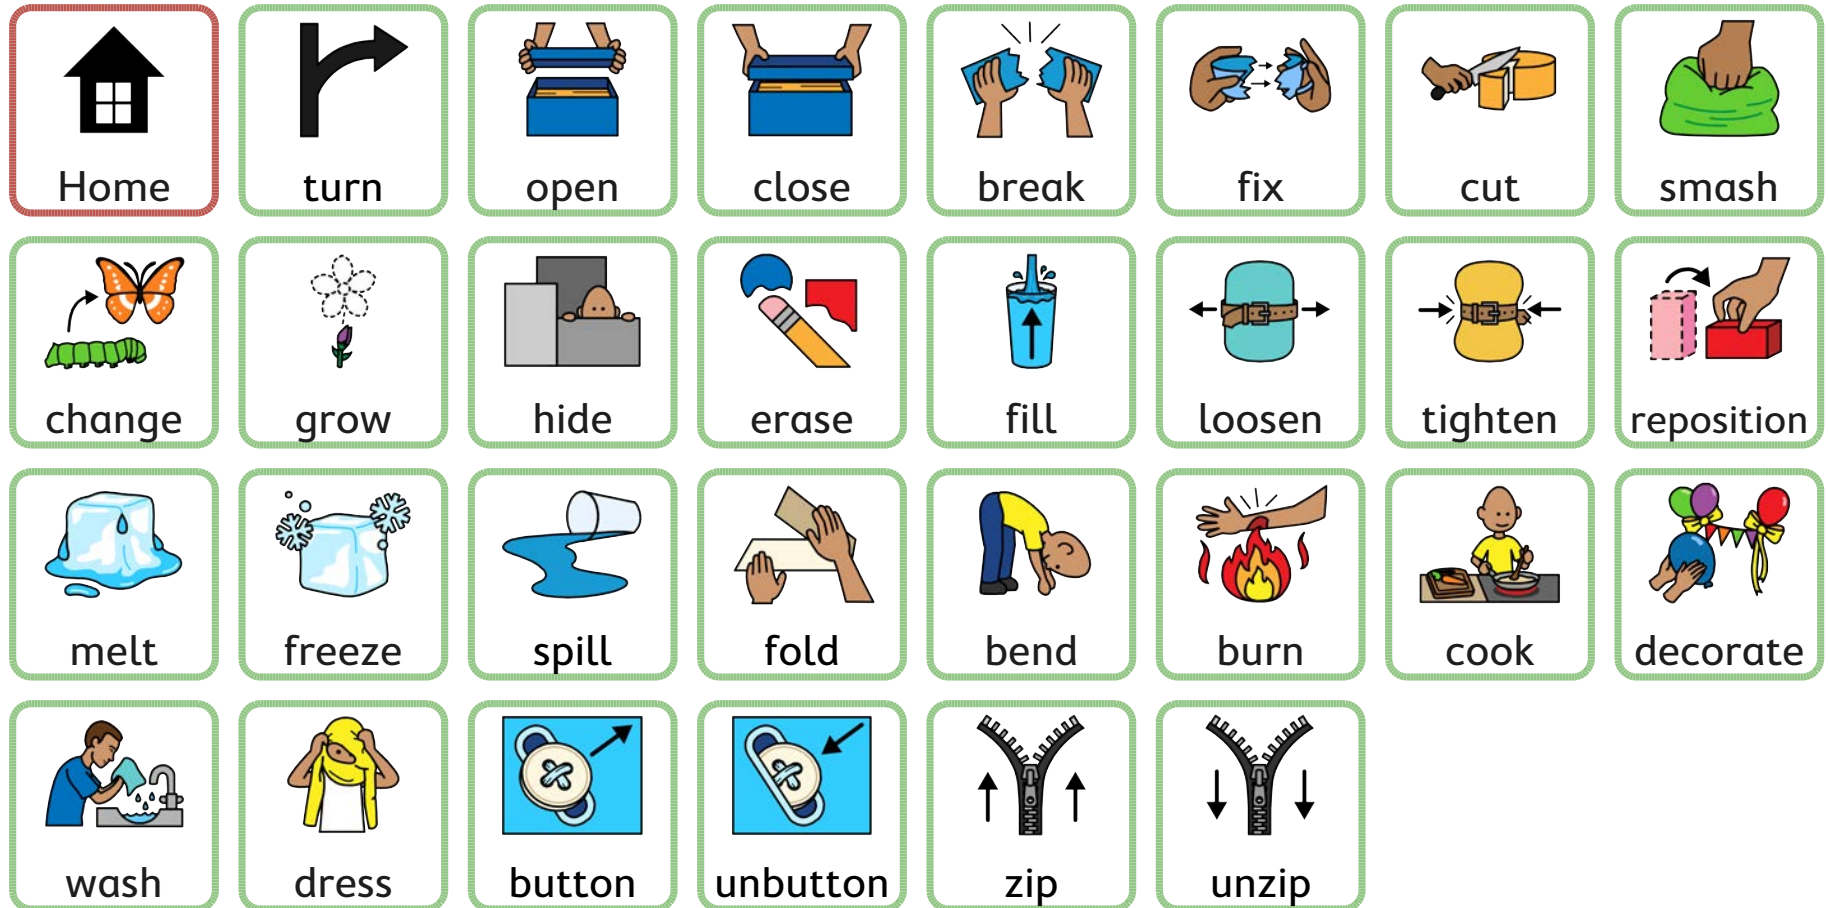 Home
turn
open
close
break
fix
cut
smash
change
grow
hide
erase
fill
loosen
tighten
reposition
melt
freeze
spill
fold
bend
burn
cook
decorate
wash
dress
button
unbutton
zip
unzip